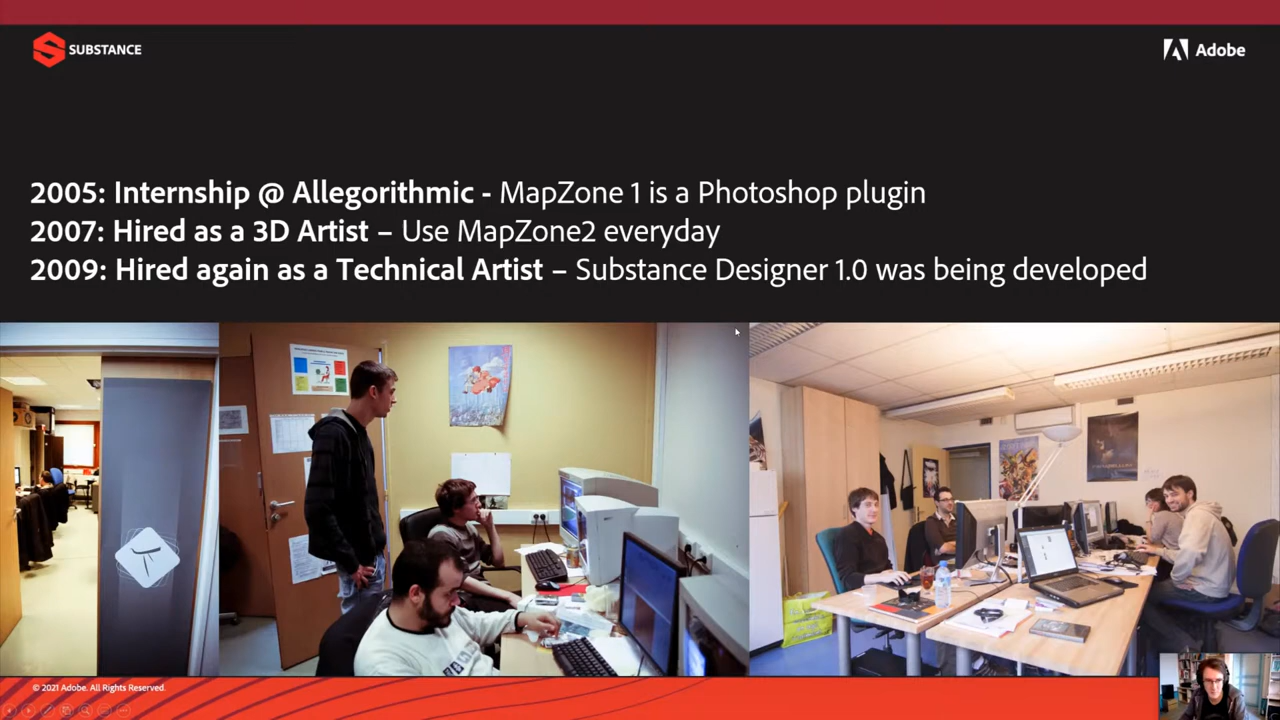 SUBSTANCE
Adobe
2005: Internship @ Allegorithmic - MapZone 1 is a Photoshop plugin
2007: Hired as a 3D Artist – Use MapZone2 everyday
2009: Hired again as a Technical Artist – Substance Designer 1.0 was being developed
© 2021 Adobe. All Rights Reserved.